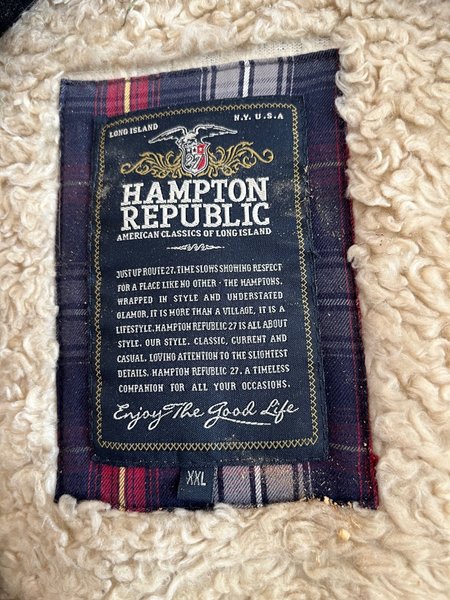 LONG ISLAND N.Y. U.S.A
27
HAMPTON
REPUBLIC
AMERICAN CLASSICS OF LONG ISLAND
JUST UP ROUTE 27. TIME SLOWS SHOWING RESPECT
FOR A PLACE LIKE NO OTHER - THE HAMPTONS.
WRAPPED IN STYLE AND UNDERSTATED
GLAMOR, IT IS MORE THAN A VILLAGE, IT IS A
LIFESTYLE. HAMPTON REPUBLIC 27 IS ALL ABOUT
STYLE. OUR STYLE. CLASSIC, CURRENT AND
CASUAL. LOVING ATTENTION TO THE SLIGHTEST
DETAILS. HAMPTON REPUBLIC 27. A TIMELESS
COMPANION FOR ALL YOUR OCCASIONS.
Enjoy The Good Life
XXL